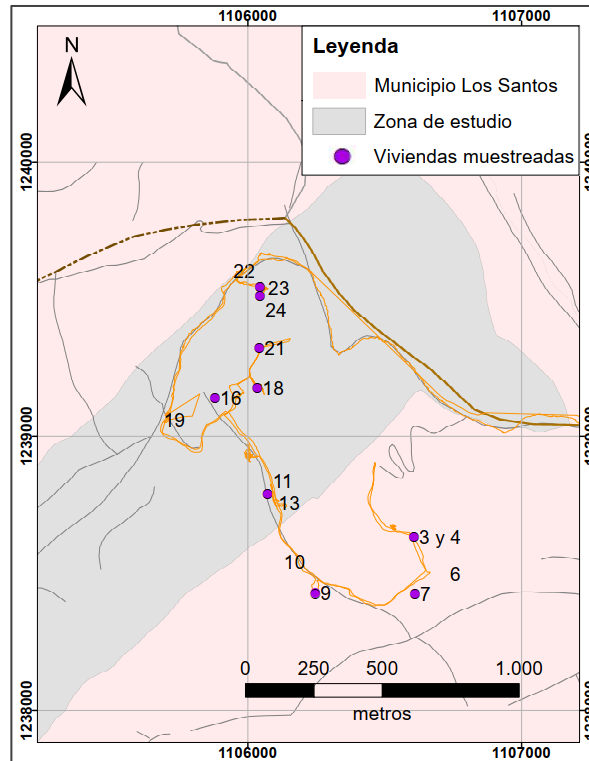 1106000
1107000
N
Leyenda
Municipio Los Santos
Zona de estudio
Viviendas muestreadas
1240000
1240000
22
23
24
21
18
16
19
1239000
1239000
11
13
3 y 4
10
6
9
7
0 250 500 1.000
metros
1238000
1238000
1106000
1107000